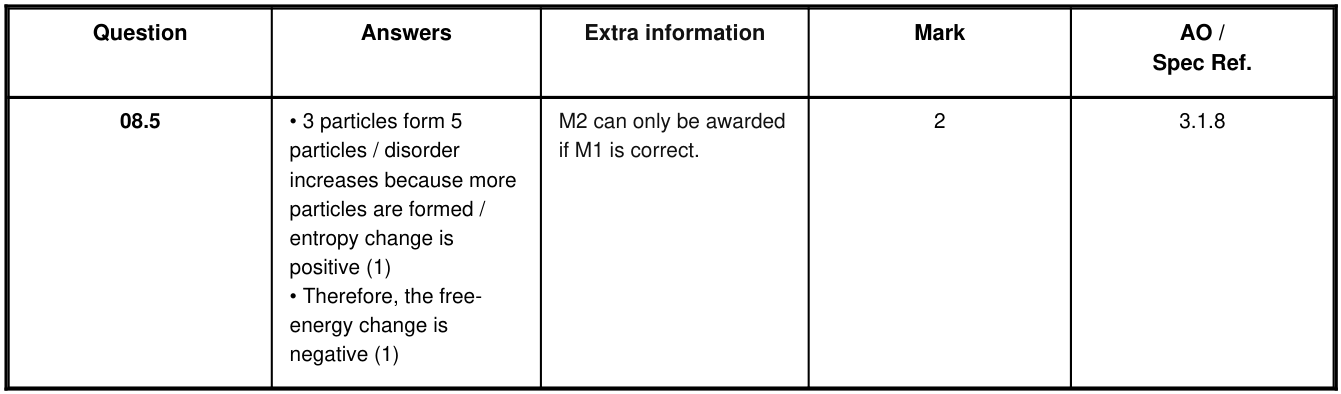 Question Answers Extra information Mark AO /
Spec Ref.
08.5
• 3 particles form 5
particles / disorder
increases because more
particles are formed /
entropy change is
positive (1)
• Therefore, the free-
energy change is
negative (1)
M2 can only be awarded
if M1 is correct.
2
3.1.8